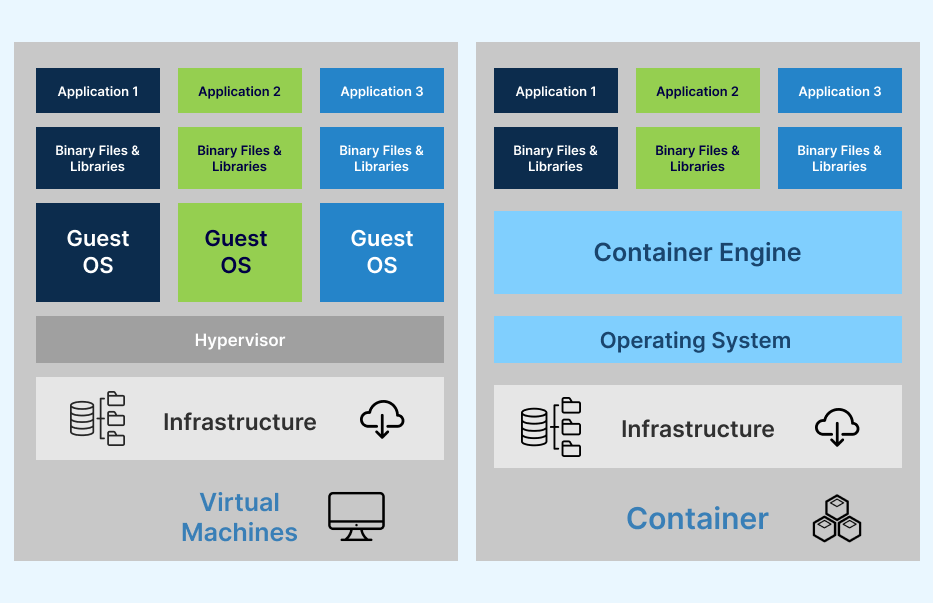 Application 1
Application 2
Application 3
Binary Files &
Libraries
Binary Files &
Libraries
Binary Files &
Libraries
Guest
OS
Guest
OS
Guest
OS
Hypervisor
Infrastructure
Virtual
Machines
Application 1
Application 2
Application 3
Binary Files &
Libraries
Binary Files &
Libraries
Binary Files &
Libraries
Container Engine
Operating System
Infrastructure
Container